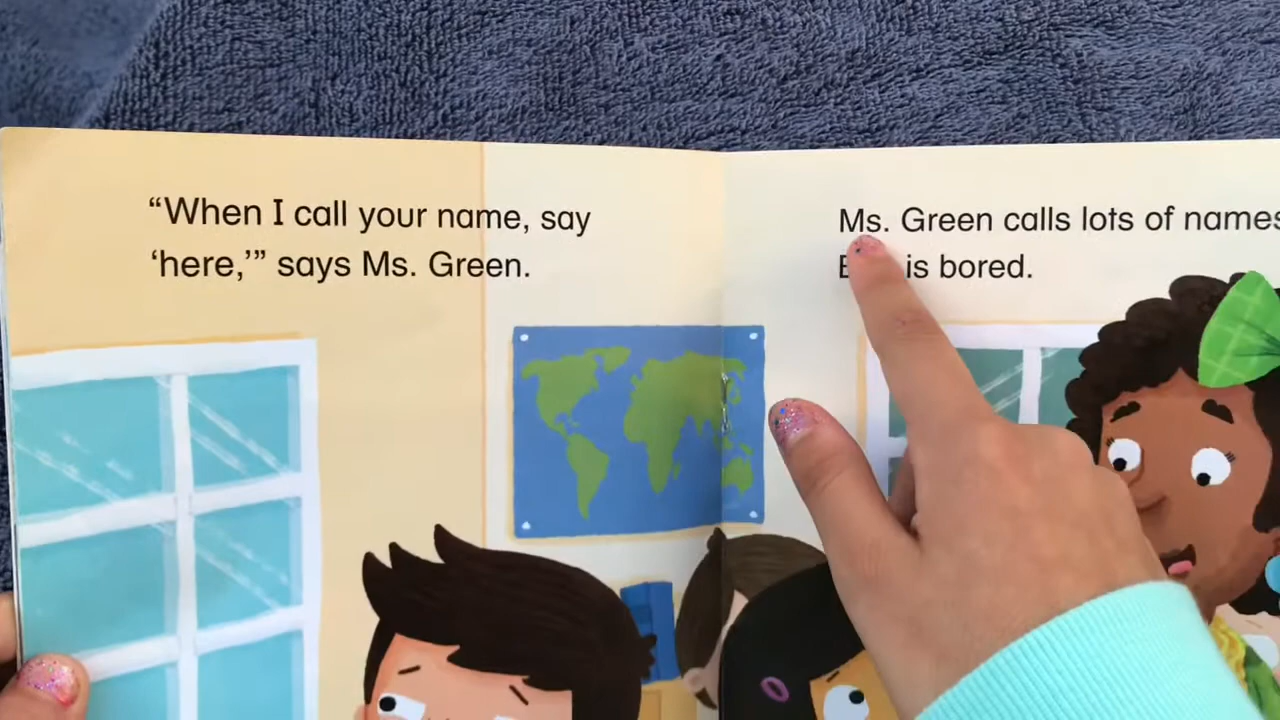 “When I call your name, say
‘here,’” says Ms. Green.
Ms. Green calls lots of names
is bored.